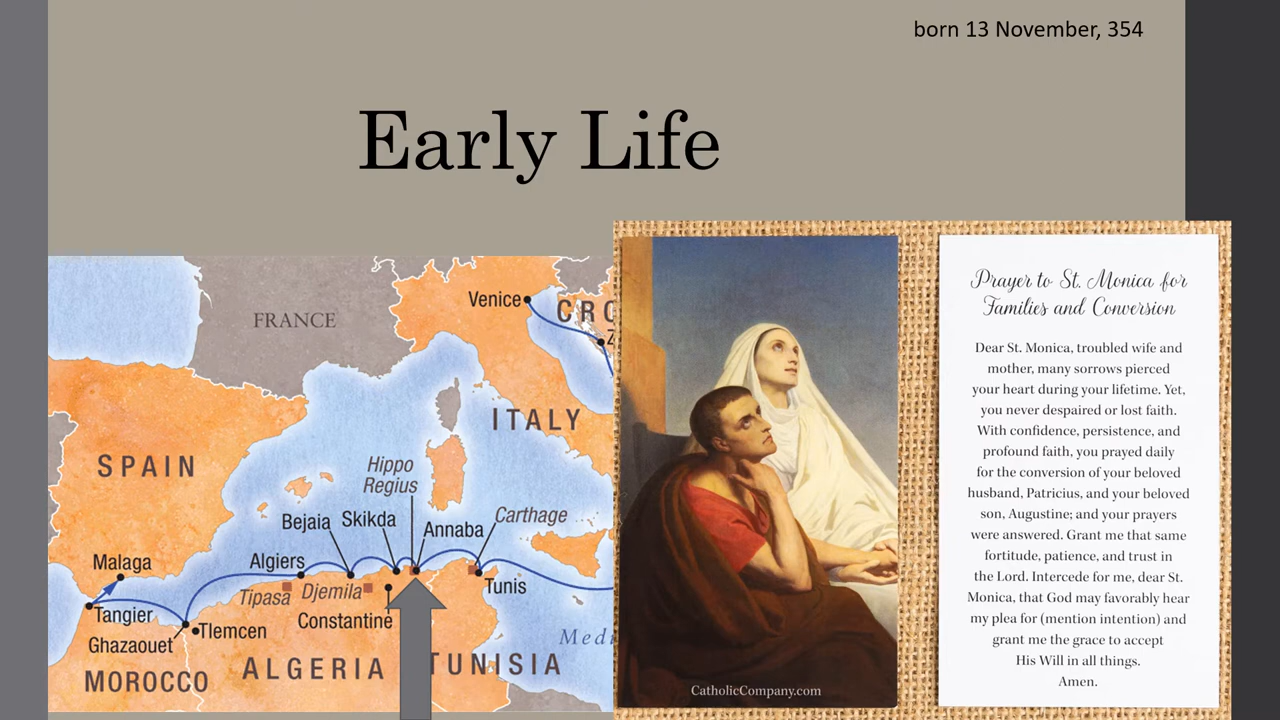 born 13 November, 354
Early Life
Venice
CRO
Z
FRANCE
ITALY
SPAIN
Hippo
Regius
Bejaia
Skikda
Annaba
Carthage
Malaga
Algiers
Tipasa
Djemila
Tunis
Tangier
Constantine
Ghazaouet
Tlemcen
Medi
MOROCCO
ALGERIA
TUNISIA
CatholicCompany.com
Prayer to St. Monica for
Families and Conversion
Dear St. Monica, troubled wife and
mother, many sorrows pierced
your heart during your lifetime. Yet,
you never despaired or lost faith.
With confidence, persistence, and
profound faith, you prayed daily
for the conversion of your beloved
husband, Patricius, and your beloved
son, Augustine; and your prayers
were answered. Grant me that same
fortitude, patience, and trust in
the Lord. Intercede for me, dear St.
Monica, that God may favorably hear
my plea for (mention intention) and
grant me the grace to accept
His Will in all things.
Amen.